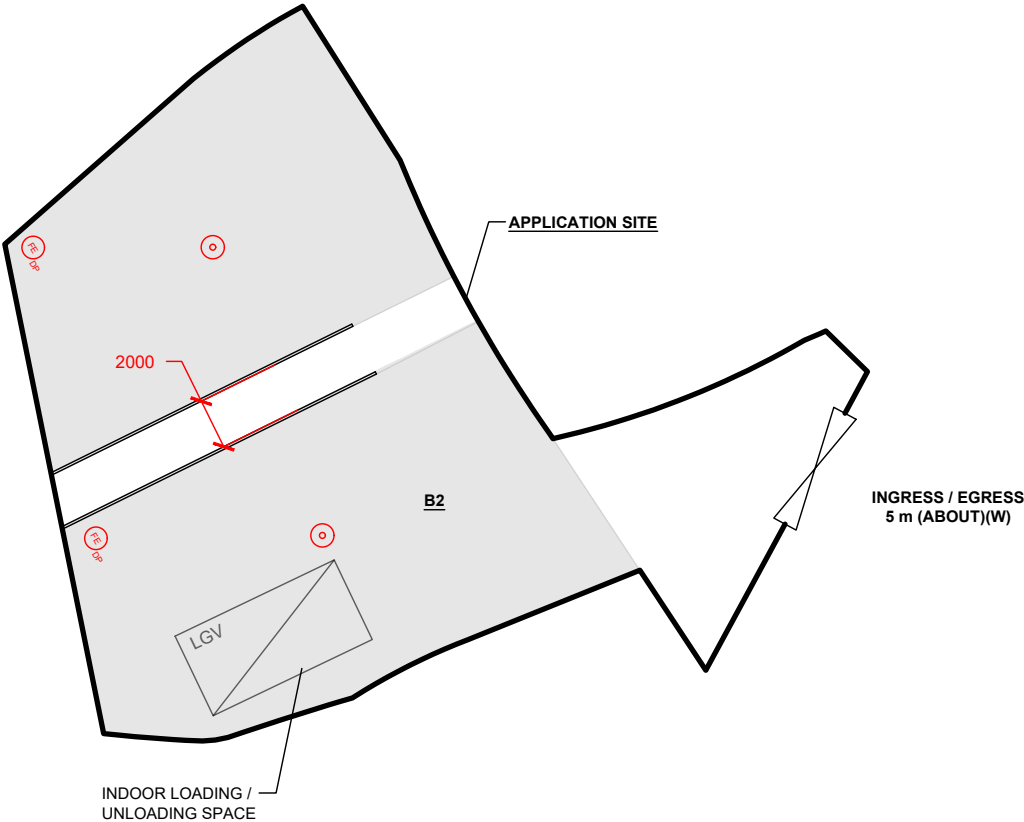 APPLICATION SITE
FE
DP
2000
B2
INGRESS / EGRESS
5 m (ABOUT)(W)
FE
DP
LGV
INDOOR LOADING /
UNLOADING SPACE